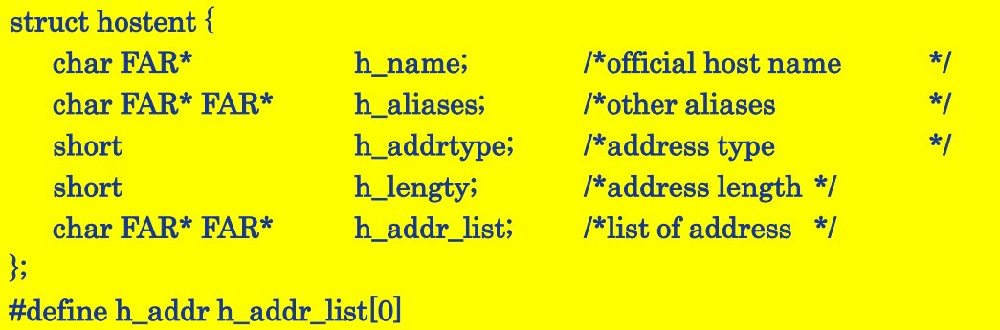 struct hostent {
char FAR* h_name; /*official host name */
char FAR* FAR* h_aliases; /*other aliases */
short h_addrtype; /*address type */
short h_lengty; /*address length */
char FAR* FAR* h_addr_list; /*list of address */
};
#define h_addr h_addr_list[0]